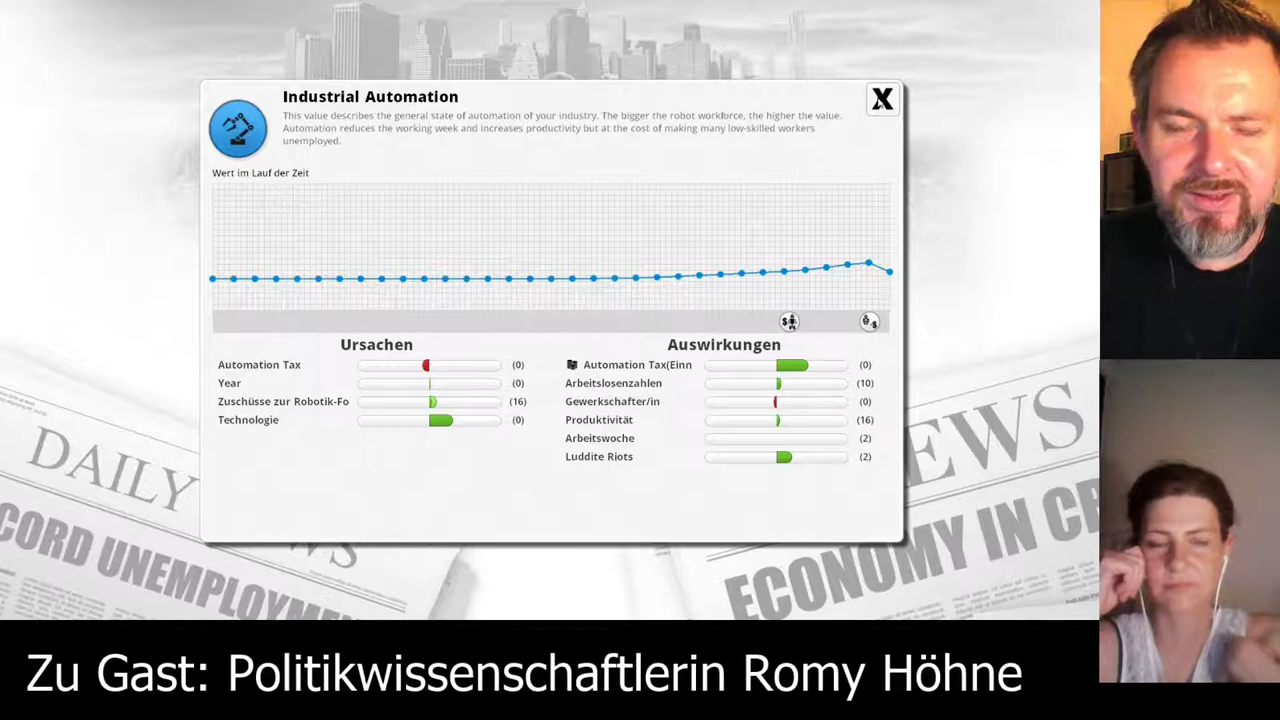 Industrial Automation
X
This value describes the general state of automation of your industry. The bigger the robot workforce, the higher the value.
Automation reduces the working week and increases productivity but at the cost of making many low-skilled workers
unemployed.
Wert im Lauf der Zeit
Ursachen
Automation Tax (0)
Year (0)
Zuschüsse zur Robotik-Fo (16)
Technologie (0)
Auswirkungen
Automation Tax(Einn (0)
Arbeitslosenzahlen (10)
Gewerkschafter/in (0)
Produktivität (16)
Arbeitswoche (2)
Luddite Riots (2)
DAILY
NEWS
CORD UNEMPLOYME
EWS
ECONOMY IN CR
Zu Gast: Politikwissenschaftlerin Romy Höhne